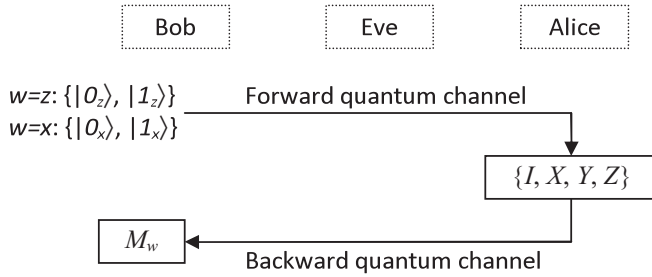 Bob
Eve
Alice
w=z: {|0z⟩, |1z⟩}
w=x: {|0x⟩, |1x⟩}
Forward quantum channel
{I, X, Y, Z}
Mw
Backward quantum channel